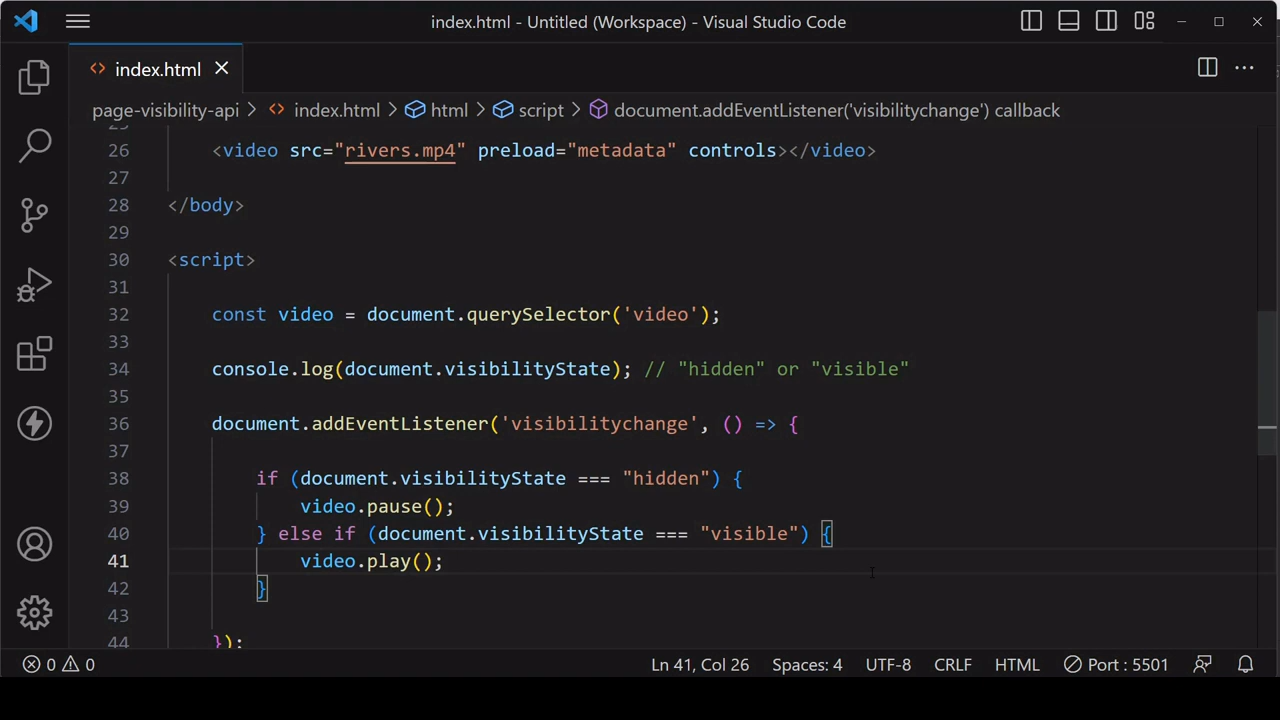 index.html - Untitled (Workspace) - Visual Studio Code
index.html
page-visibility-api > index.html > html > script > document.addEventListener('visibilitychange') callback
25
26 <video src="rivers.mp4" preload="metadata" controls></video>
27
28 </body>
29
30 <script>
31
32 const video = document.querySelector('video');
33
34 console.log(document.visibilityState); // "hidden" or "visible"
35
36 document.addEventListener('visibilitychange', () => {
37
38 if (document.visibilityState === "hidden") {
39 video.pause();
40 } else if (document.visibilityState === "visible") {
41 video.play();
42 }
43
44 });
0 0 Ln 41, Col 26 Spaces: 4 UTF-8 CRLF HTML Port : 5501